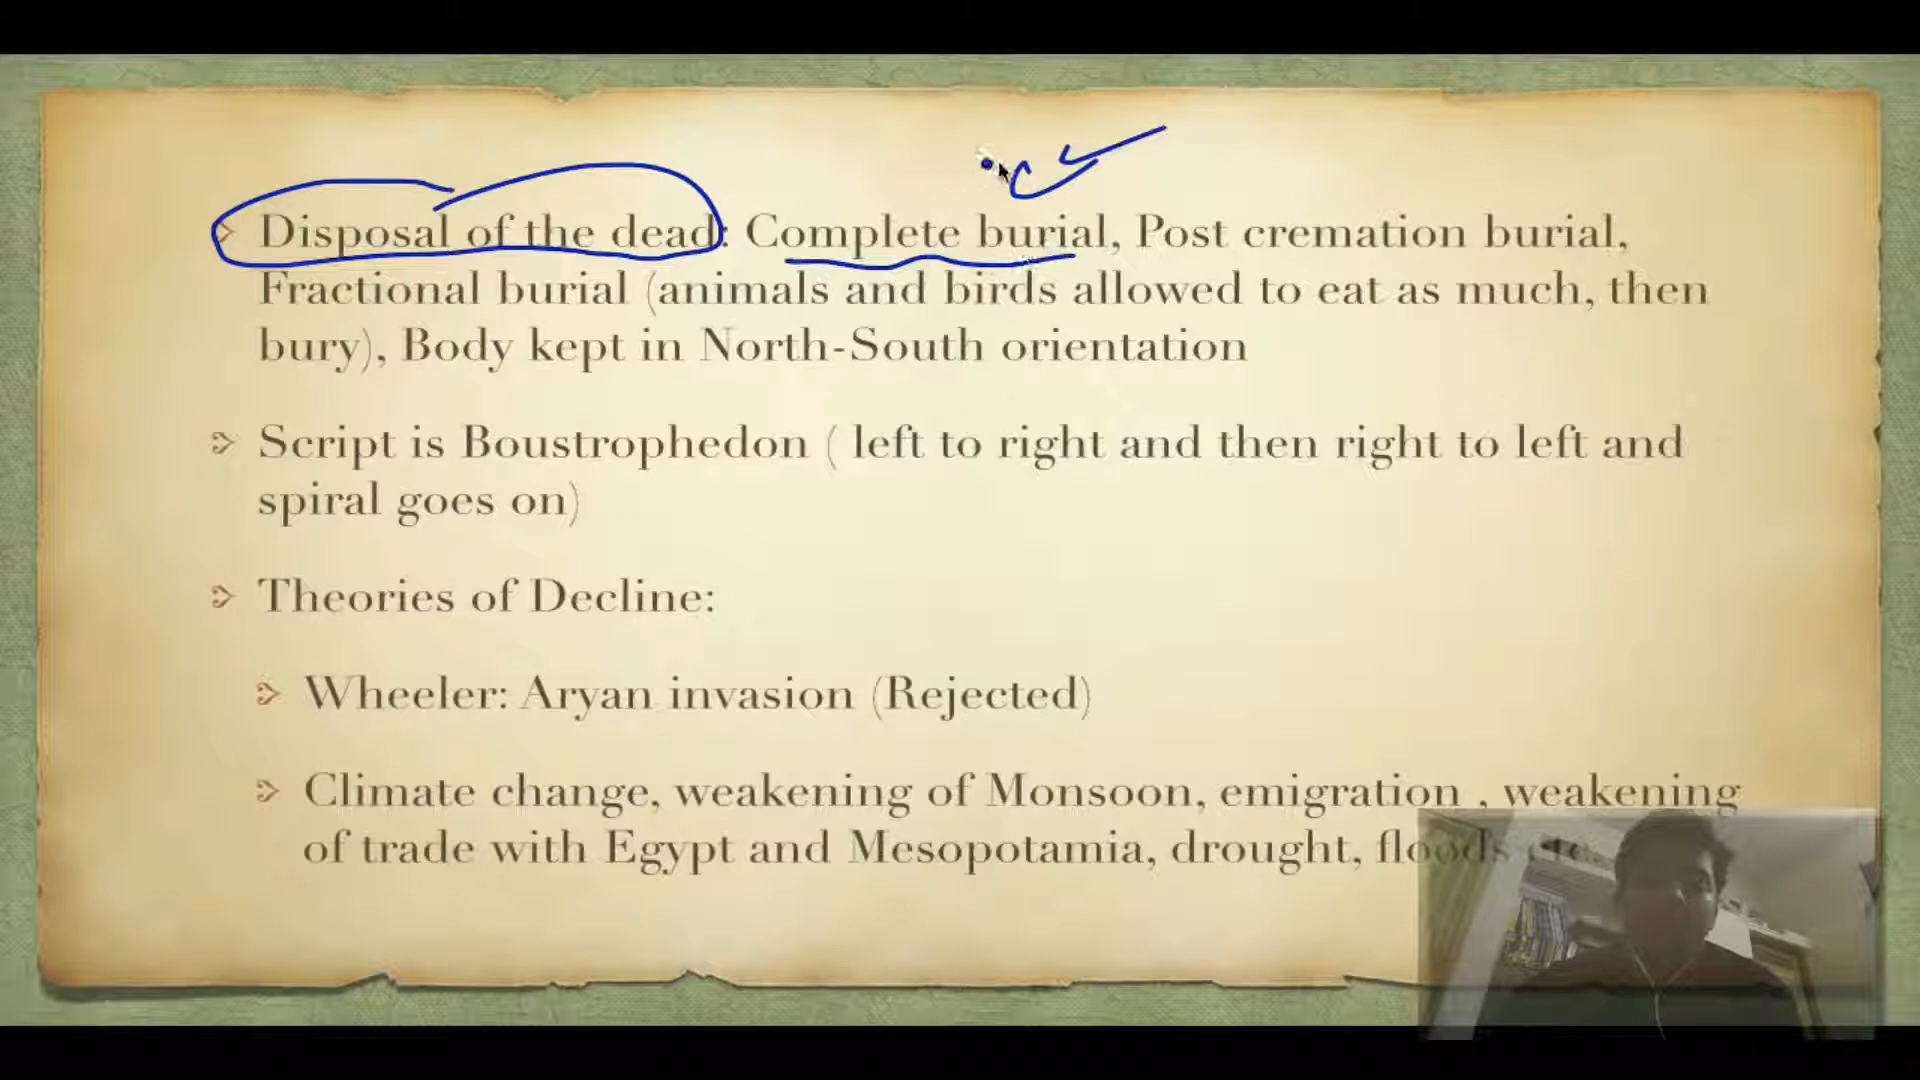 Disposal of the dead: Complete burial, Post cremation burial,
Fractional burial (animals and birds allowed to eat as much, then
bury), Body kept in North-South orientation
Script is Boustrophedon ( left to right and then right to left and
spiral goes on)
Theories of Decline:
Wheeler: Aryan invasion (Rejected)
Climate change, weakening of Monsoon, emigration , weakening
of trade with Egypt and Mesopotamia, drought, floods etc.